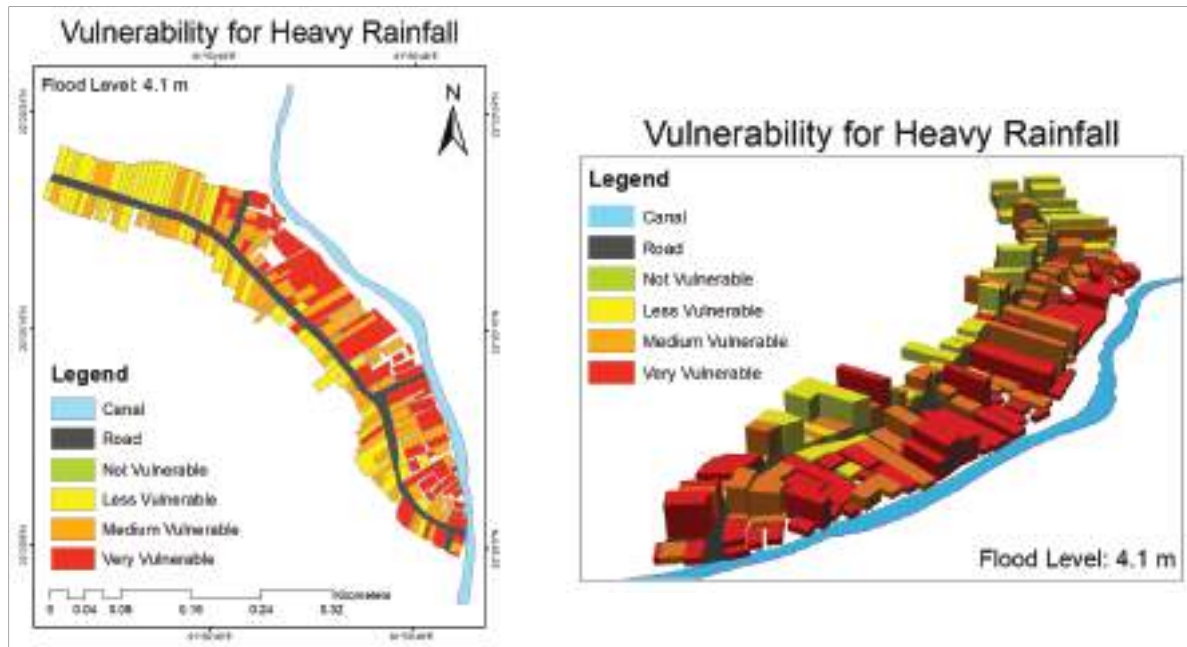 Vulnerability for Heavy Rainfall
Flood Level: 4.1 m
N
Legend
Canal
Road
Not Vulnerable
Less Vulnerable
Medium Vulnerable
Very Vulnerable
Kilometers
0 0.04 0.08 0.16 0.24 0.32
Vulnerability for Heavy Rainfall
Legend
Canal
Road
Not Vulnerable
Less Vulnerable
Medium Vulnerable
Very Vulnerable
Flood Level: 4.1 m